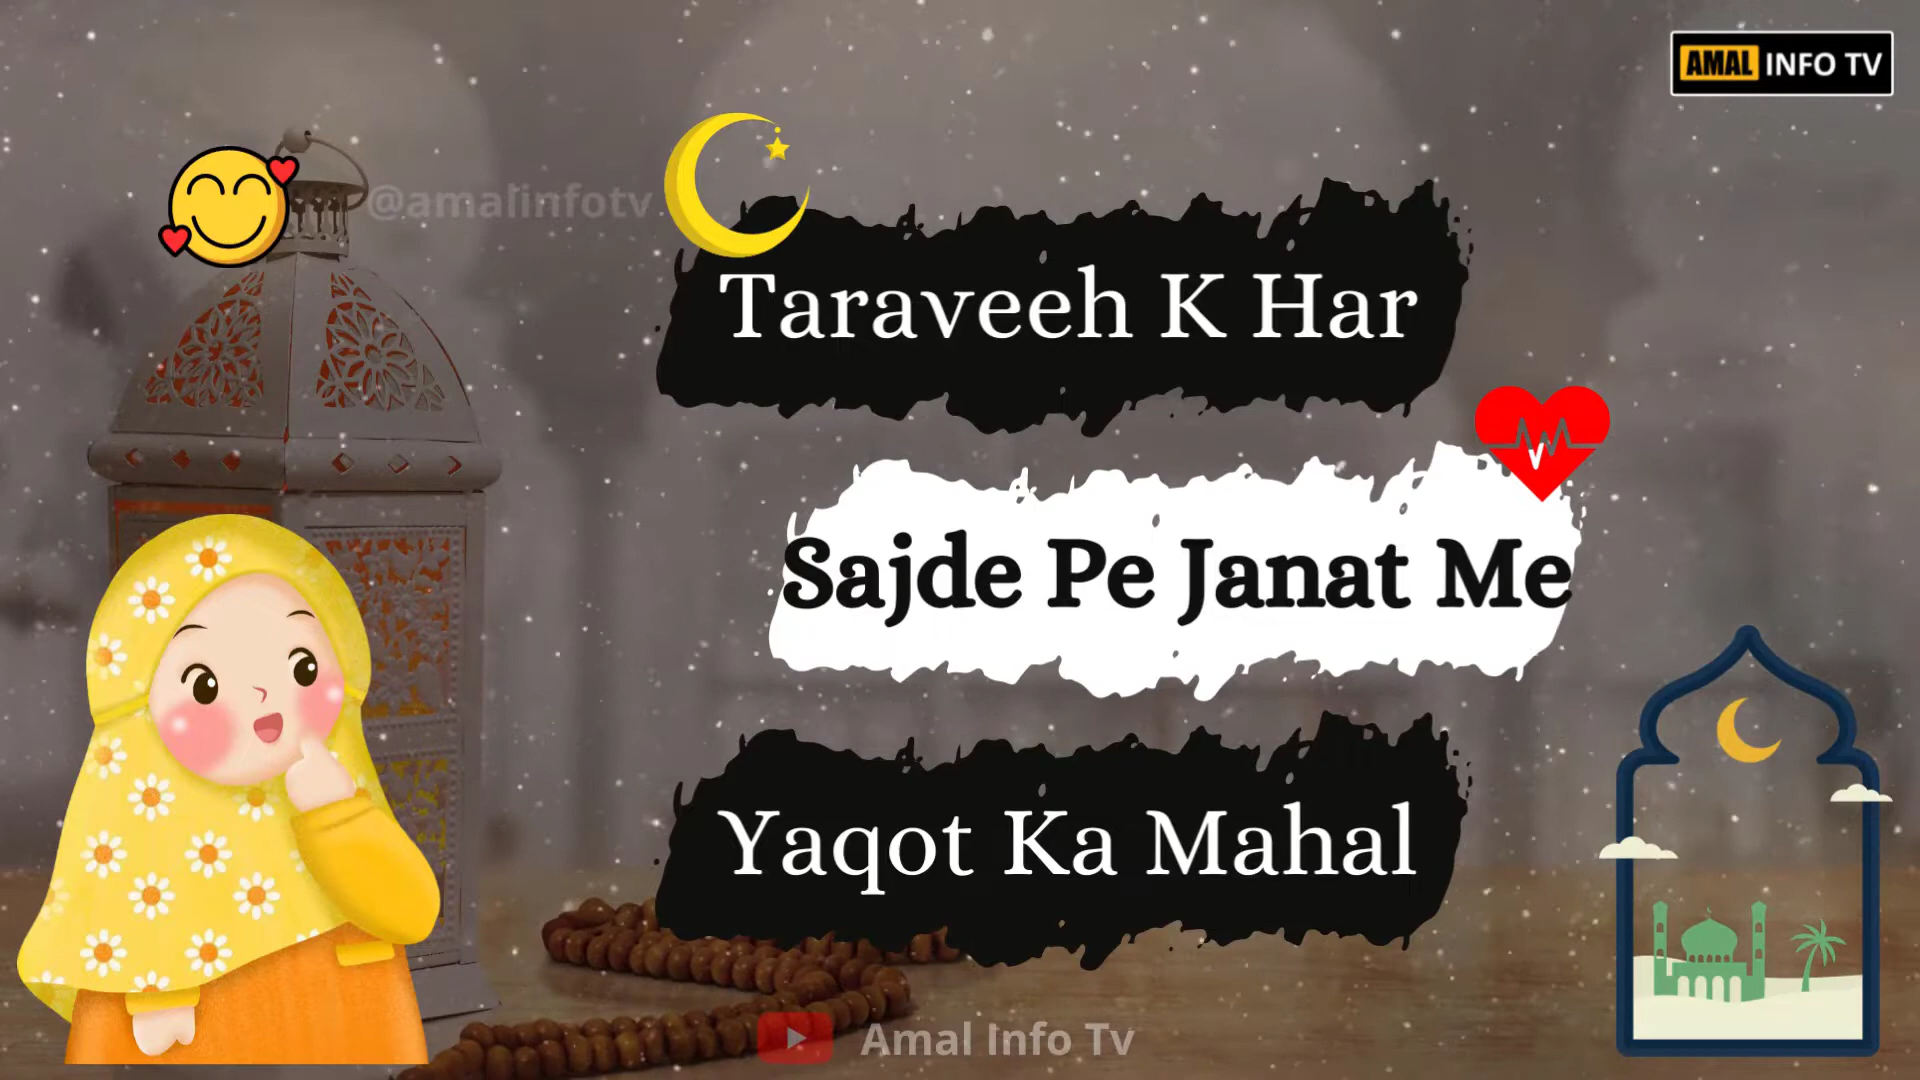 AMAL INFO TV
@amalinfotv
Taraveeh K Har
Sajde Pe Janat Me
Yaqot Ka Mahal
Amal Info Tv